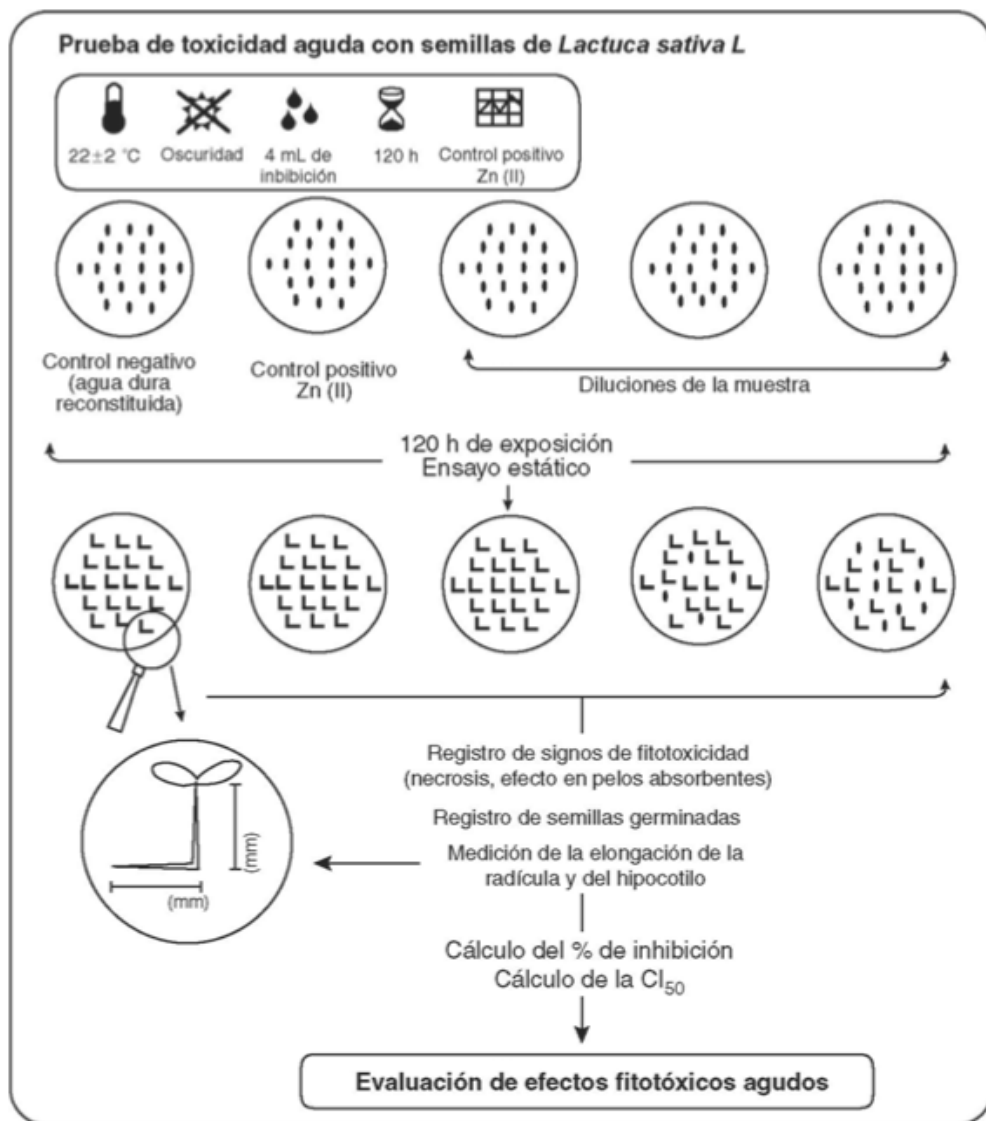 Prueba de toxicidad aguda con semillas de Lactuca sativa L
22±2 °C
Oscuridad
4 mL de
inbibición
120 h
Control positivo
Zn (II)
Control negativo
(agua dura
reconstituida)
Control positivo
Zn (II)
Diluciones de la muestra
120 h de exposición
Ensayo estático
Registro de signos de fitotoxicidad
(necrosis, efecto en pelos absorbentes)
Registro de semillas germinadas
Medición de la elongación de la
radícula y del hipocotilo
(mm)
(mm)
Cálculo del % de inhibición
Cálculo de la CI50
Evaluación de efectos fitotóxicos agudos